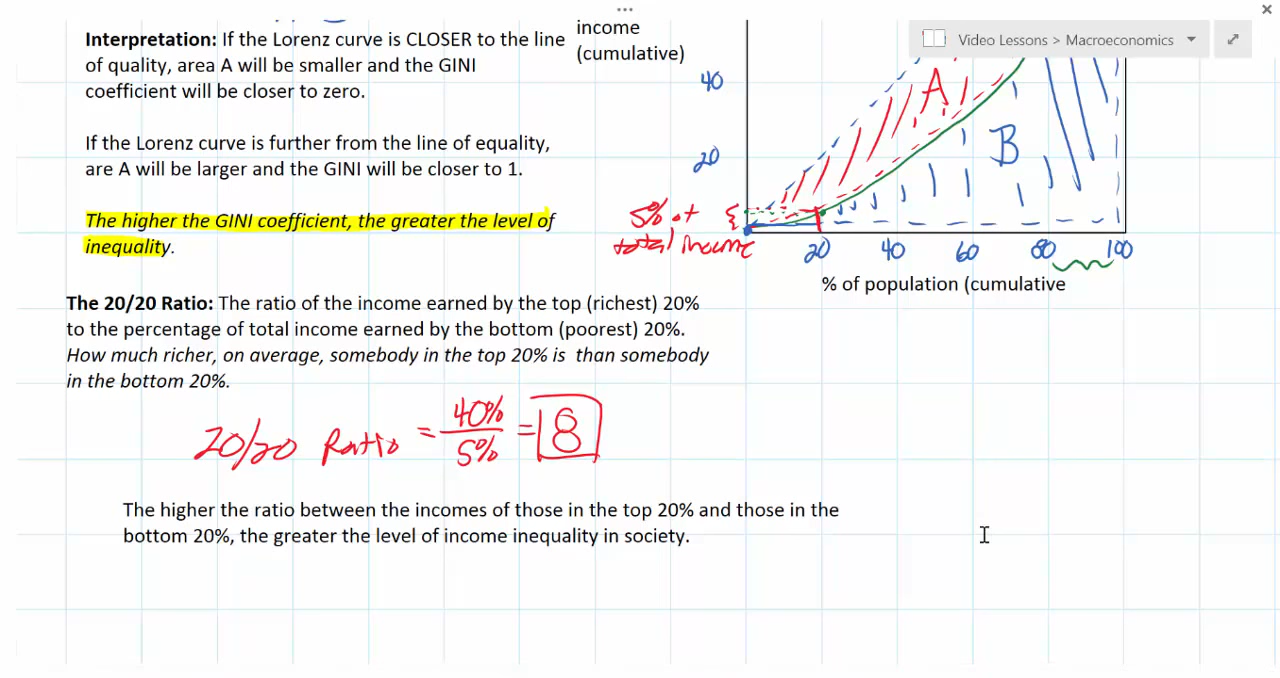 Video Lessons > Macroeconomics
Interpretation: If the Lorenz curve is CLOSER to the line
of quality, area A will be smaller and the GINI
coefficient will be closer to zero.
If the Lorenz curve is further from the line of equality,
are A will be larger and the GINI will be closer to 1.
The higher the GINI coefficient, the greater the level of
inequality.
income
(cumulative)
40
20
A
B
5% of
total income
20 40 60 80 100
% of population (cumulative
The 20/20 Ratio: The ratio of the income earned by the top (richest) 20%
to the percentage of total income earned by the bottom (poorest) 20%.
How much richer, on average, somebody in the top 20% is than somebody
in the bottom 20%.
20/20 Ratio = 40% / 5% = 8
The higher the ratio between the incomes of those in the top 20% and those in the
bottom 20%, the greater the level of income inequality in society.